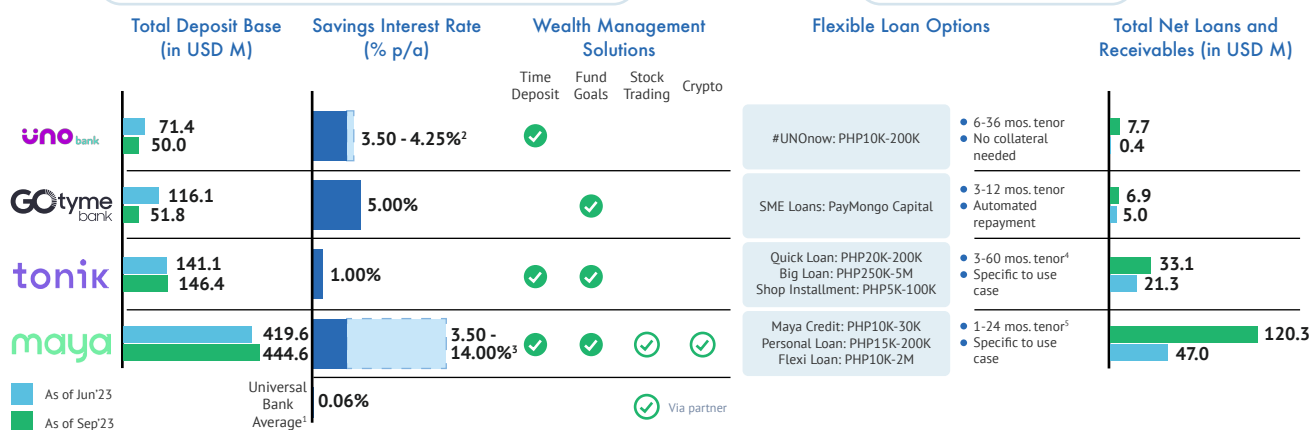 Total Deposit Base
(in USD M)
Savings Interest Rate
(% p/a)
Wealth Management
Solutions
Flexible Loan Options
Total Net Loans and
Receivables (in USD M)
Time
Deposit
Fund
Goals
Stock
Trading
Crypto
uno bank
71.4
50.0
3.50 - 4.25%²
#UNOnow: PHP10K-200K
• 6-36 mos. tenor
• No collateral
needed
7.7
0.4
GOtyme
bank
116.1
51.8
5.00%
SME Loans: PayMongo Capital
• 3-12 mos. tenor
• Automated
repayment
6.9
5.0
tonik
141.1
146.4
1.00%
Quick Loan: PHP20K-200K
Big Loan: PHP250K-5M
Shop Installment: PHP5K-100K
• 3-60 mos. tenor⁴
• Specific to use
case
33.1
21.3
maya
419.6
444.6
3.50 -
14.00%³
Maya Credit: PHP10K-30K
Personal Loan: PHP15K-200K
Flexi Loan: PHP10K-2M
• 1-24 mos. tenor⁵
• Specific to use
case
120.3
47.0
As of Jun'23
As of Sep'23
Universal
Bank
Average¹
0.06%
Via partner